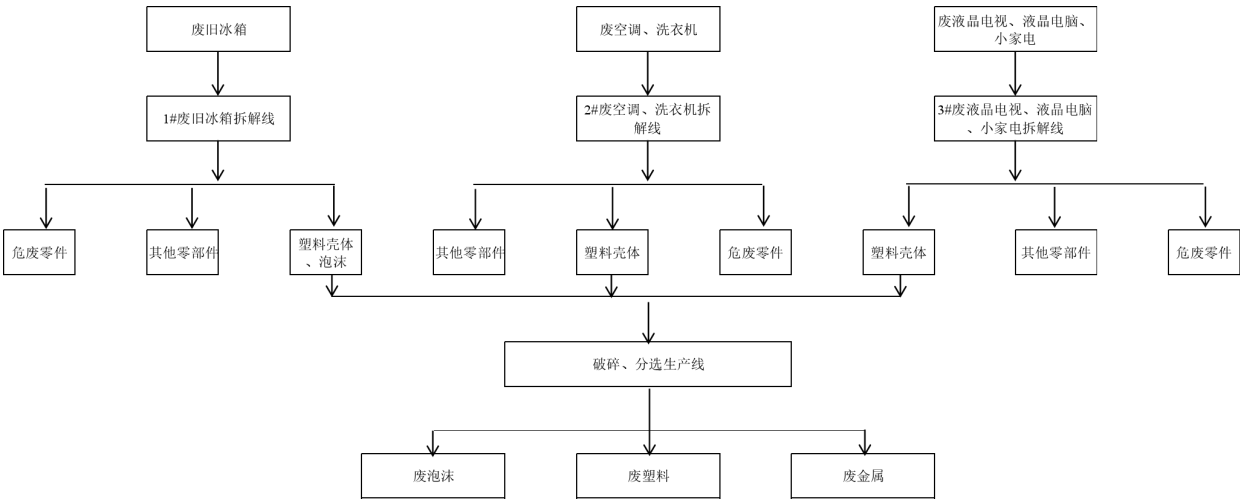 废旧冰箱
废空调、洗衣机
废液晶电视、液晶电脑、
小家电
1#废旧冰箱拆解线
2#废空调、洗衣机拆
解线
3#废液晶电视、液晶电脑
、小家电拆解线
危废零件
其他零部件
塑料壳体
、泡沫
其他零部件
塑料壳体
危废零件
塑料壳体
其他零部件
危废零件
破碎、分选生产线
废泡沫
废塑料
废金属